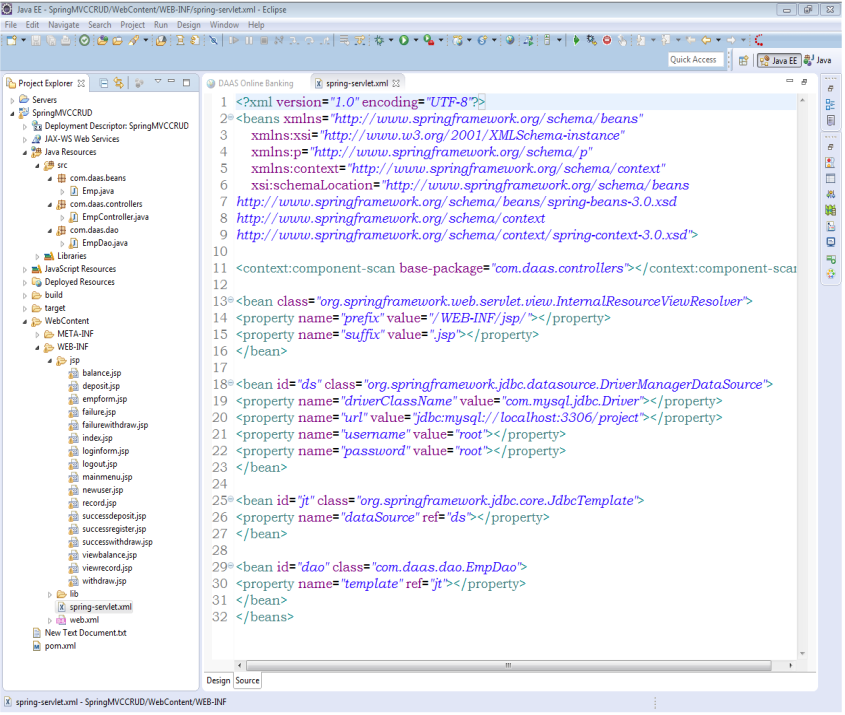 Java EE - SpringMVCCRUD/WebContent/WEB-INF/spring-servlet.xml - Eclipse
File Edit Navigate Search Project Run Design Window Help
Quick Access
Java EE
Java
Project Explorer
Servers
SpringMVCCRUD
Deployment Descriptor: SpringMVCCRUD
JAX-WS Web Services
Java Resources
src
com.daas.beans
Emp.java
com.daas.controllers
EmpController.java
com.daas.dao
EmpDao.java
Libraries
JavaScript Resources
Deployed Resources
build
target
WebContent
META-INF
WEB-INF
jsp
balance.jsp
deposit.jsp
empform.jsp
failure.jsp
failurewithdraw.jsp
index.jsp
loginform.jsp
logout.jsp
mainmenu.jsp
newuser.jsp
record.jsp
successdeposit.jsp
successregister.jsp
successwithdraw.jsp
viewbalance.jsp
viewrecord.jsp
withdraw.jsp
lib
spring-servlet.xml
web.xml
New Text Document.txt
pom.xml
DAAS Online Banking
spring-servlet.xml
1 <?xml version="1.0" encoding="UTF-8"?>
2 <beans xmlns="http://www.springframework.org/schema/beans"
3 xmlns:xsi="http://www.w3.org/2001/XMLSchema-instance"
4 xmlns:p="http://www.springframework.org/schema/p"
5 xmlns:context="http://www.springframework.org/schema/context"
6 xsi:schemaLocation="http://www.springframework.org/schema/beans
7 http://www.springframework.org/schema/beans/spring-beans-3.0.xsd
8 http://www.springframework.org/schema/context
9 http://www.springframework.org/schema/context/spring-context-3.0.xsd">
10
11 <context:component-scan base-package="com.daas.controllers"></context:component-scan
12
13 <bean class="org.springframework.web.servlet.view.InternalResourceViewResolver">
14 <property name="prefix" value="/WEB-INF/jsp/"></property>
15 <property name="suffix" value=".jsp"></property>
16 </bean>
17
18 <bean id="ds" class="org.springframework.jdbc.datasource.DriverManagerDataSource">
19 <property name="driverClassName" value="com.mysql.jdbc.Driver"></property>
20 <property name="url" value="jdbc:mysql://localhost:3306/project"></property>
21 <property name="username" value="root"></property>
22 <property name="password" value="root"></property>
23 </bean>
24
25 <bean id="jt" class="org.springframework.jdbc.core.JdbcTemplate">
26 <property name="dataSource" ref="ds"></property>
27 </bean>
28
29 <bean id="dao" class="com.daas.dao.EmpDao">
30 <property name="template" ref="jt"></property>
31 </bean>
32 </beans>
Design Source
spring-servlet.xml - SpringMVCCRUD/WebContent/WEB-INF